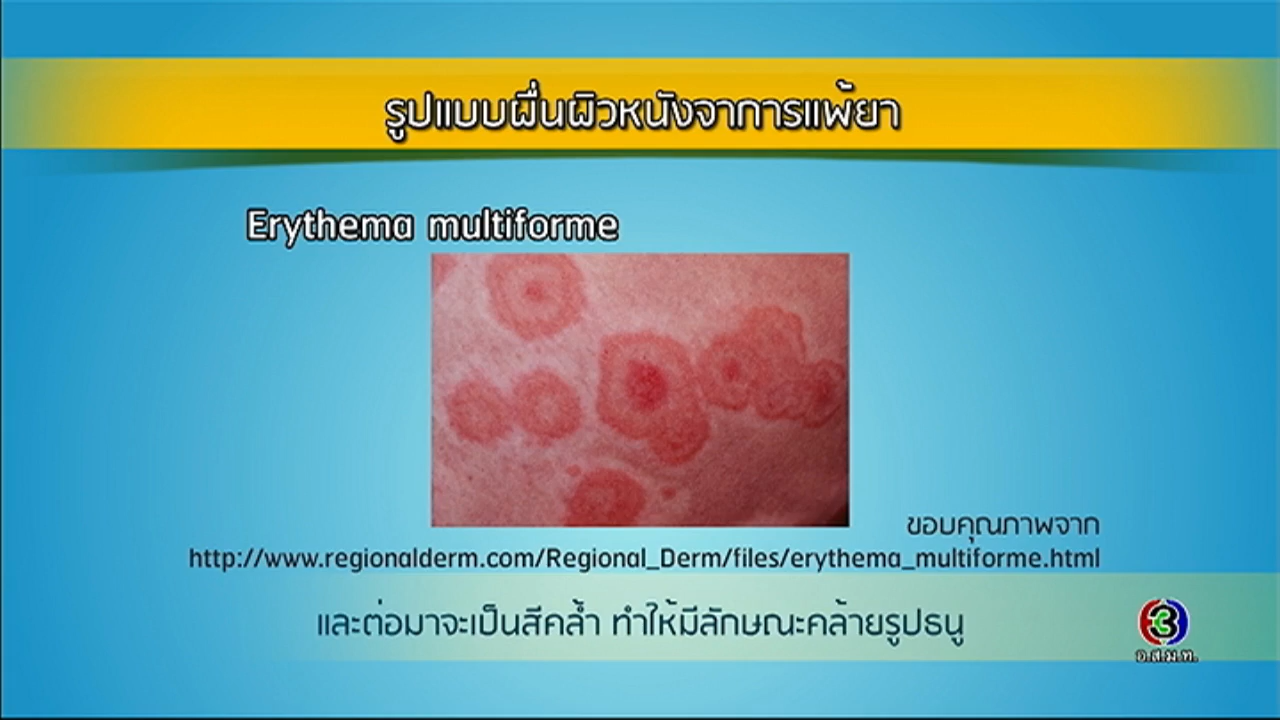 รูปแบบผื่นผิวหนังจาการแพ้ยา
Erythema multiforme
ขอบคุณภาพจาก
http://www.regionalderm.com/Regional_Derm/files/erythema_multiforme.html
และต่อมาจะเป็นสีคล้ำ ทำให้มีลักษณะคล้ายรูปธนู
3
อ.ส.ม.ท.